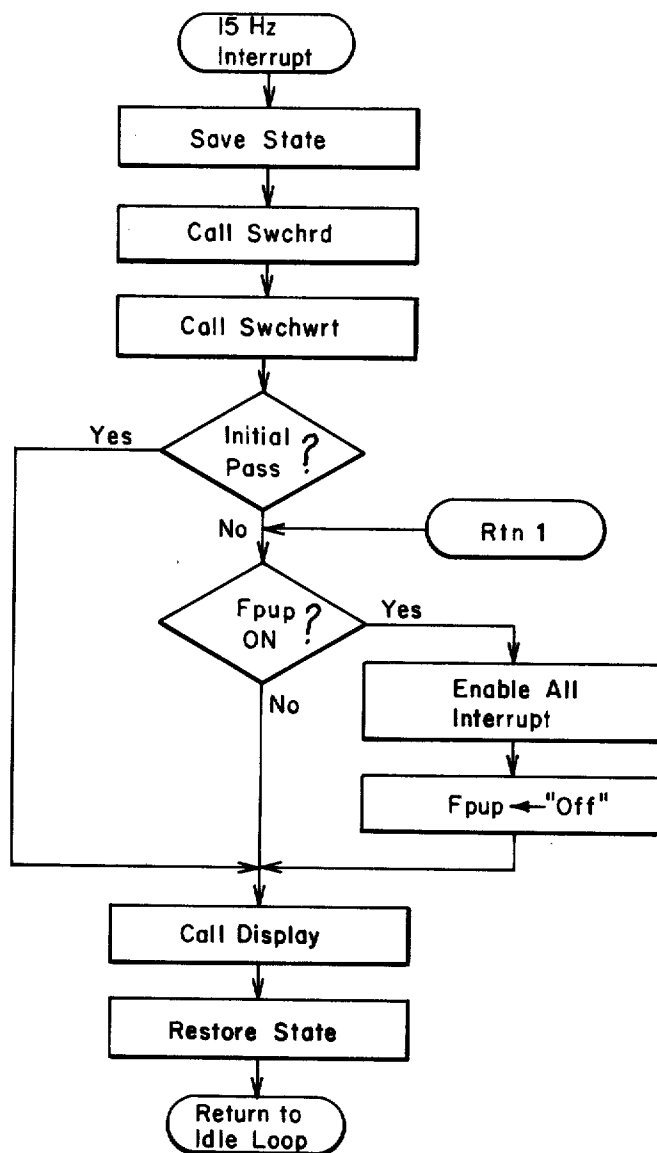 15 Hz
Interrupt
Save State
Call Swchrd
Call Swchwrt
Yes
Initial
Pass ?
No
Rtn 1
Fpup ?
ON
Yes
No
Enable All
Interrupt
Fpup ← "Off"
Call Display
Restore State
Return to
Idle Loop